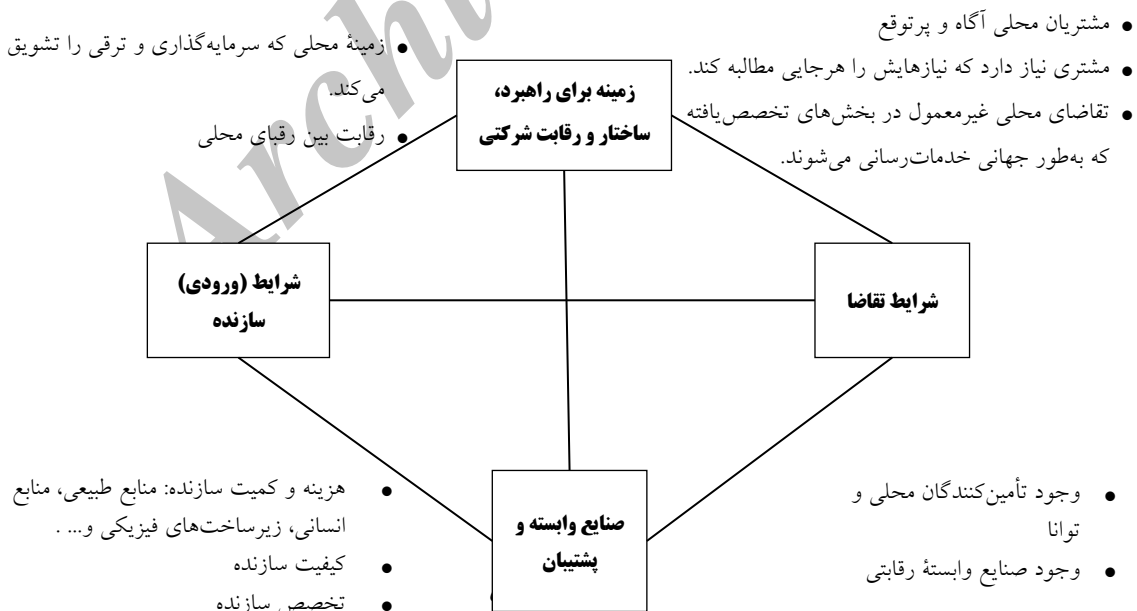 مشتریان محلی آگاه و پرتوقع
مشتری نیاز دارد که نیازهایش را هرجایی مطالبه کند.
تقاضای محلی غیرمعمول در بخش‌های تخصص‌یافته
که به‌طور جهانی خدمات‌رسانی می‌شوند.
زمینهٔ محلی که سرمایه‌گذاری و ترقی را تشویق
می‌کند.
رقابت بین رقبای محلی
زمینه برای راهبرد،
ساختار و رقابت شرکتی
شرایط تقاضا
شرایط (ورودی)
سازنده
صنایع وابسته و
پشتیبان
وجود تأمین‌کنندگان محلی و
توانا
وجود صنایع وابستهٔ رقابتی
هزینه و کمیت سازنده: منابع طبیعی، منابع
انسانی، زیرساخت‌های فیزیکی و... .
کیفیت سازنده
تخصص سازنده